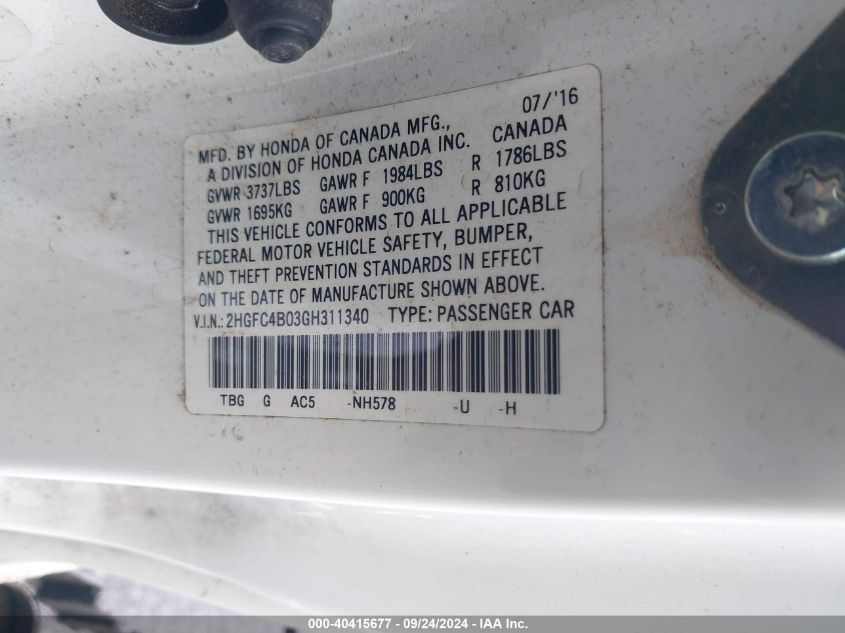 07/'16
MFD. BY HONDA OF CANADA MFG.,
A DIVISION OF HONDA CANADA INC. CANADA
GVWR 3737LBS GAWR F 1984LBS R 1786LBS
GVWR 1695KG GAWR F 900KG R 810KG
THIS VEHICLE CONFORMS TO ALL APPLICABLE
FEDERAL MOTOR VEHICLE SAFETY, BUMPER,
AND THEFT PREVENTION STANDARDS IN EFFECT
ON THE DATE OF MANUFACTURE SHOWN ABOVE.
V.I.N.: 2HGFC4B03GH311340 TYPE: PASSENGER CAR
TBG G AC5 -NH578 -U -H
000-40415677 - 09/24/2024 - IAA Inc.